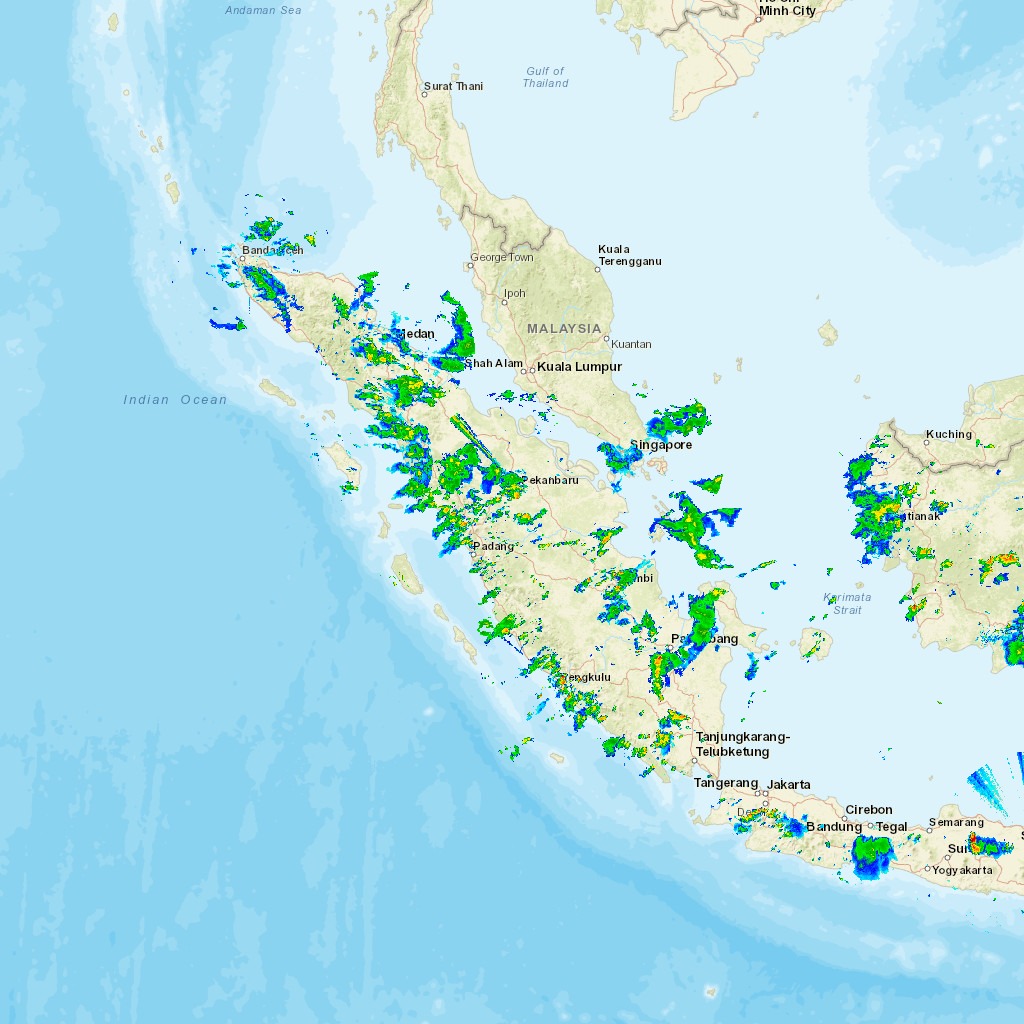 Andaman Sea
Minh City
Gulf of
Thailand
Surat Thani
Kuala
Terengganu
George Town
Ipoh
MALAYSIA
Kuantan
Shah Alam
Kuala Lumpur
Indian Ocean
Kuching
Singapore
Pekanbaru
Padang
Karimata
Strait
Tanjungkarang-
Telubketung
Tangerang
Jakarta
Cirebon
Bandung
Tegal
Semarang
Yogyakarta